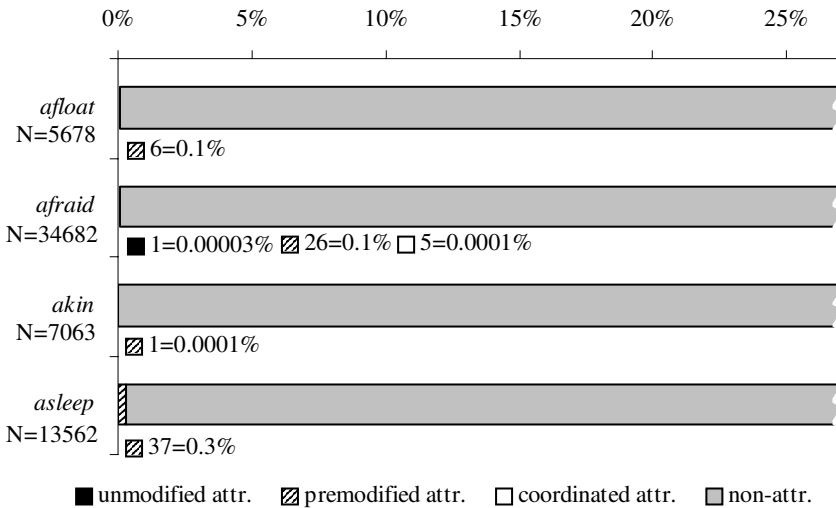 0% 5% 10% 15% 20% 25%
afloat
N=5678
6=0.1%
afraid
N=34682
1=0.00003% 26=0.1% 5=0.0001%
akin
N=7063
1=0.0001%
asleep
N=13562
37=0.3%
unmodified attr. premodified attr. coordinated attr. non-attr.